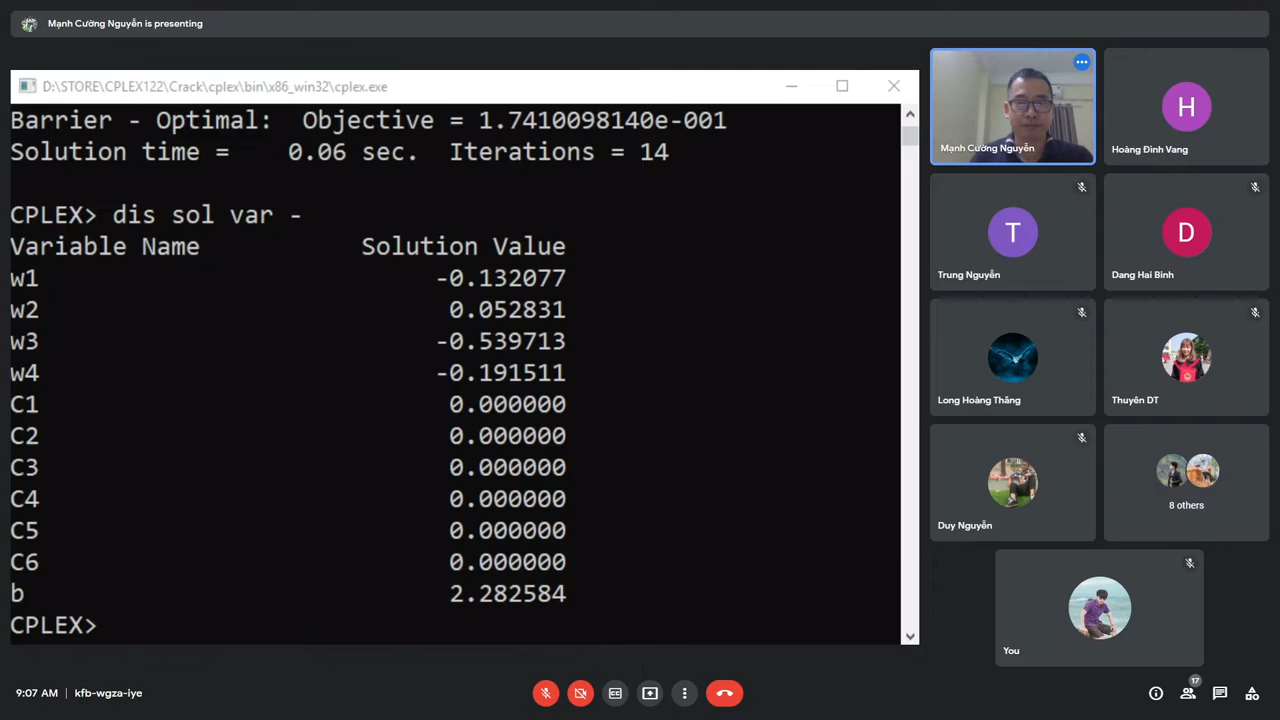 Mạnh Cường Nguyễn is presenting
D:\STORE\CPLEX122\Crack\cplex\bin\x86_win32\cplex.exe
Barrier - Optimal:  Objective = 1.7410098140e-001
Solution time =    0.06 sec.  Iterations = 14
CPLEX> dis sol var -
Variable Name           Solution Value
w1                           -0.132077
w2                            0.052831
w3                           -0.539713
w4                           -0.191511
C1                            0.000000
C2                            0.000000
C3                            0.000000
C4                            0.000000
C5                            0.000000
C6                            0.000000
b                             2.282584
CPLEX>
Mạnh Cường Nguyễn
H
Hoàng Đình Vang
T
Trung Nguyễn
D
Dang Hai Binh
Long Hoàng Thăng
Thuyên DT
Duy Nguyễn
8 others
You
9:07 AM | kfb-wgza-iye
17